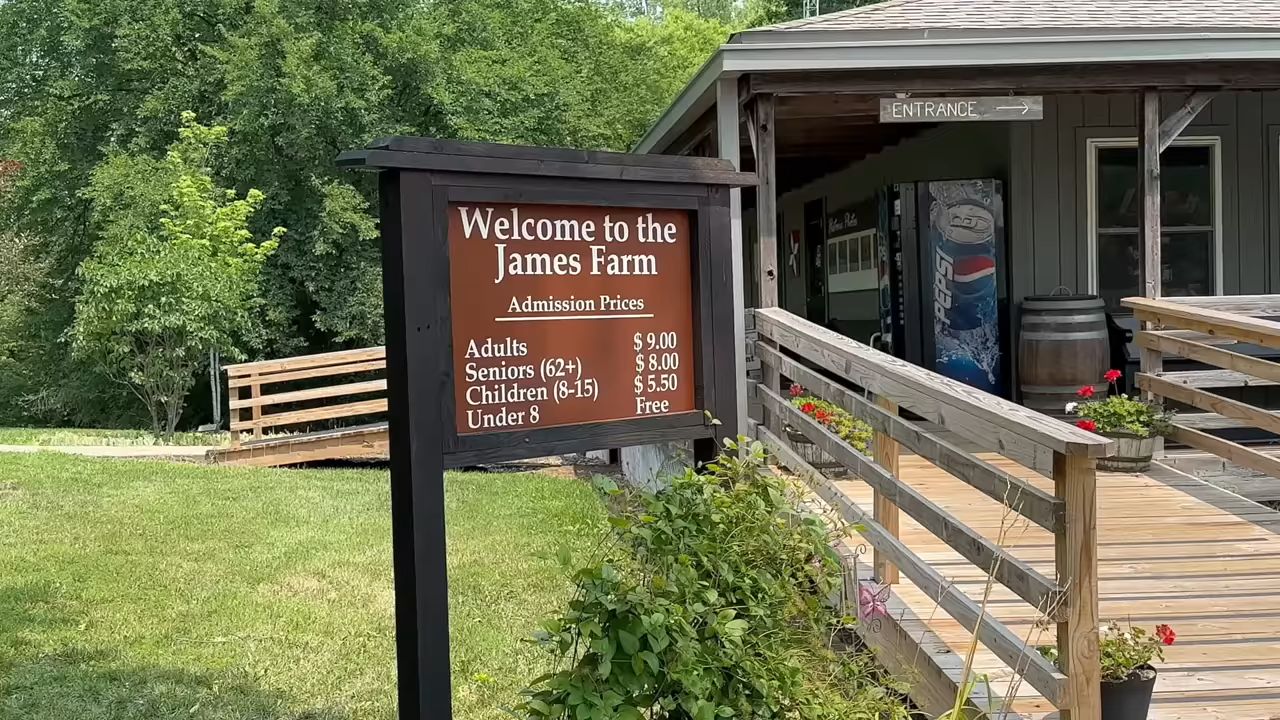 ENTRANCE →
Welcome to the
James Farm
Admission Prices
Adults $9.00
Seniors (62+) $8.00
Children (8-15) $5.50
Under 8 Free
PEPSI